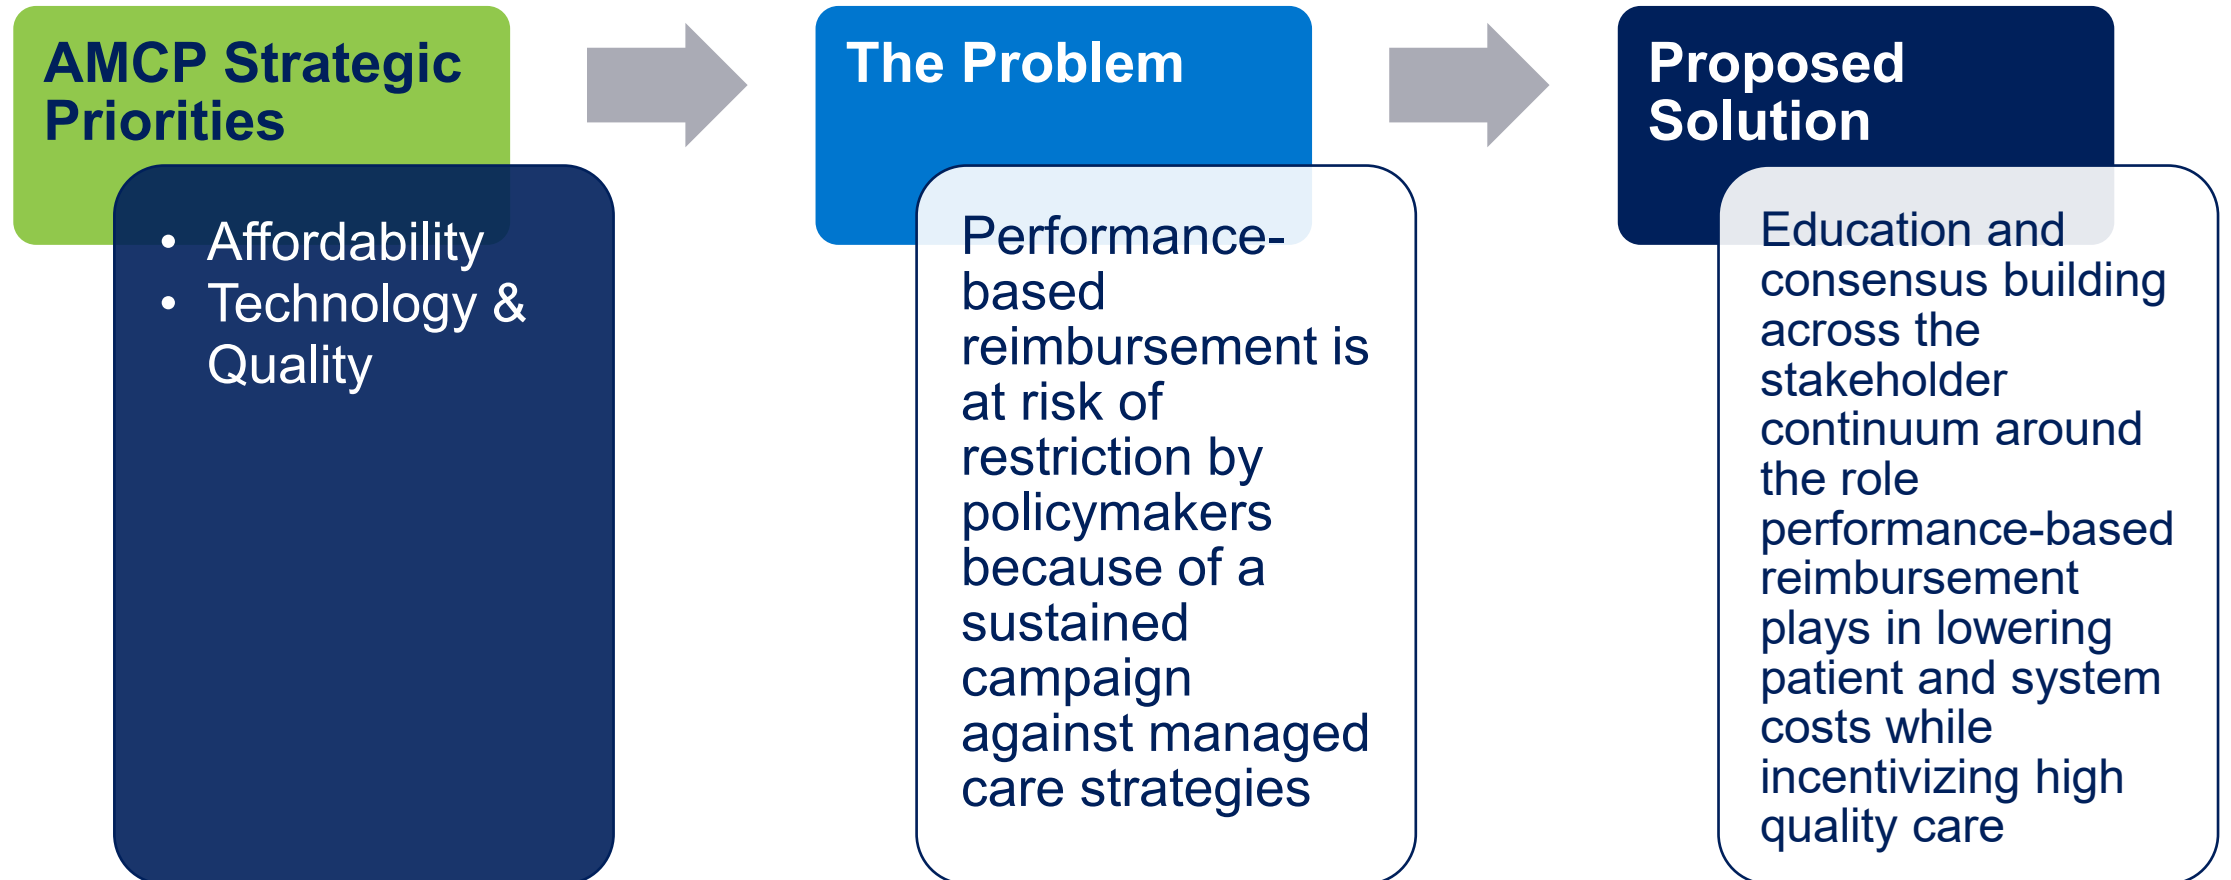 AMCP Strategic
Priorities
• Affordability
• Technology &
Quality
The Problem
Performance-
based
reimbursement is
at risk of
restriction by
policymakers
because of a
sustained
campaign
against managed
care strategies
Proposed
Solution
Education and
consensus building
across the
stakeholder
continuum around
the role
performance-based
reimbursement
plays in lowering
patient and system
costs while
incentivizing high
quality care